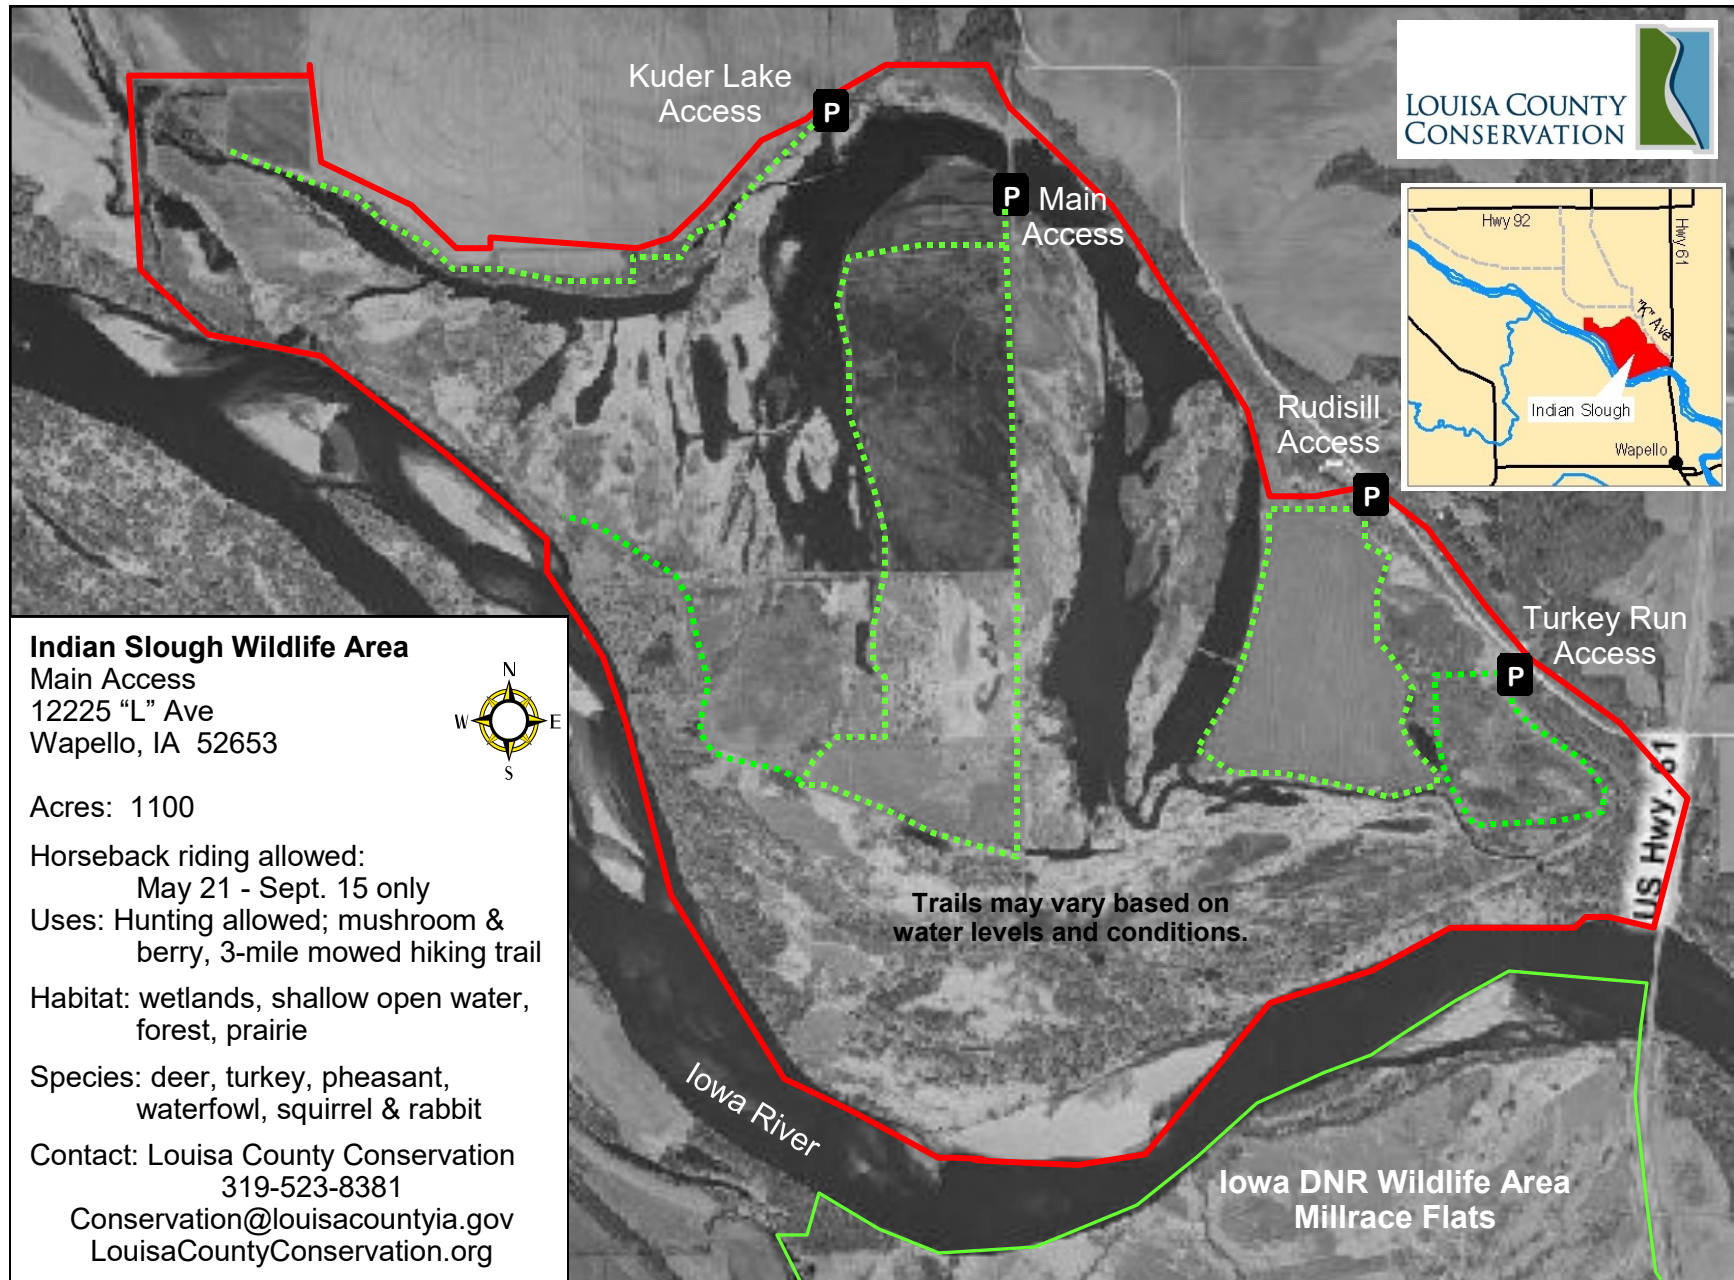 Kuder Lake
Access
P
P
Main
Access
LOUISA COUNTY
CONSERVATION
Hwy 92
Hwy 61
"K" Ave
Indian Slough
Wapello
Rudisill
Access
P
Turkey Run
Access
P
US Hwy. 61
Indian Slough Wildlife Area
Main Access
12225 “L” Ave
Wapello, IA  52653
N
W
E
S
Acres:  1100
Horseback riding allowed:
May 21 - Sept. 15 only
Uses: Hunting allowed; mushroom &
berry, 3-mile mowed hiking trail
Habitat: wetlands, shallow open water,
forest, prairie
Species: deer, turkey, pheasant,
waterfowl, squirrel & rabbit
Contact: Louisa County Conservation
319-523-8381
Conservation@louisacountyia.gov
LouisaCountyConservation.org
Trails may vary based on
water levels and conditions.
Iowa River
Iowa DNR Wildlife Area
Millrace Flats